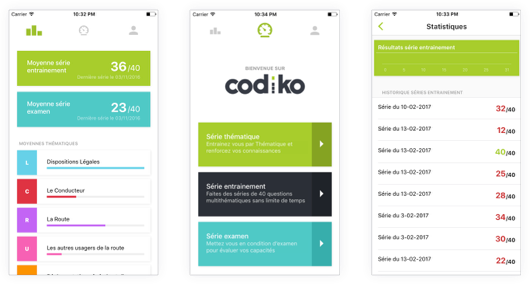 Carrier 10:32 PM
Moyenne série
entrainement
36/40
Dernière série le 03/11/2016
Moyenne série
examen
23/40
Dernière série le 03/11/2016
MOYENNES THÉMATIQUES
L Dispositions Légales
C Le Conducteur
R La Route
U Les autres usagers de la route
Carrier 10:34 PM
BIENVENUE SUR
codiko
Série thématique
Entraînez vous par Thématique et
renforcez vos connaissances
Série entrainement
Faites des séries de 40 questions
multithématiques sans limite de temps
Série examen
Mettez vous en condition d'examen
pour évaluer vos capacités
Carrier 10:33 PM
Statistiques
Résultats série entrainement
HISTORIQUE SÉRIES ENTRAINEMENT
Série du 10-02-2017 32/40
Série du 13-02-2017 12/40
Série du 13-02-2017 40/40
Série du 13-02-2017 25/40
Série du 13-02-2017 28/40
Série du 3-02-2017 34/40
Série du 3-02-2017 30/40
Série du 13-02-2017 22/40